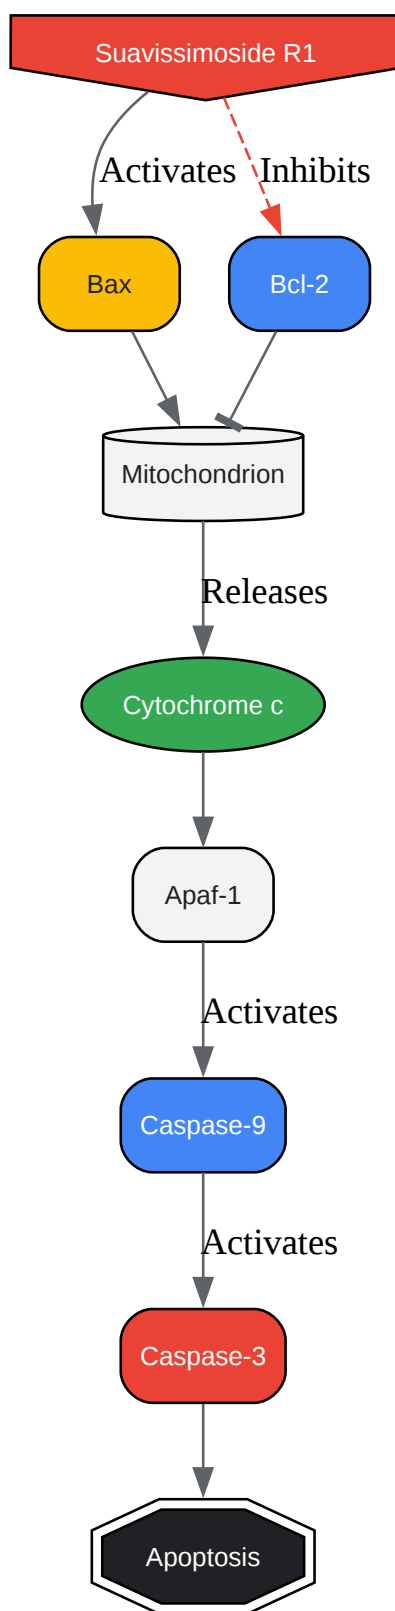 Suavissimoside R1
Activates
Inhibits
Bax
Bcl-2
Mitochondrion
Releases
Cytochrome c
Apaf-1
Activates
Caspase-9
Activates
Caspase-3
Apoptosis